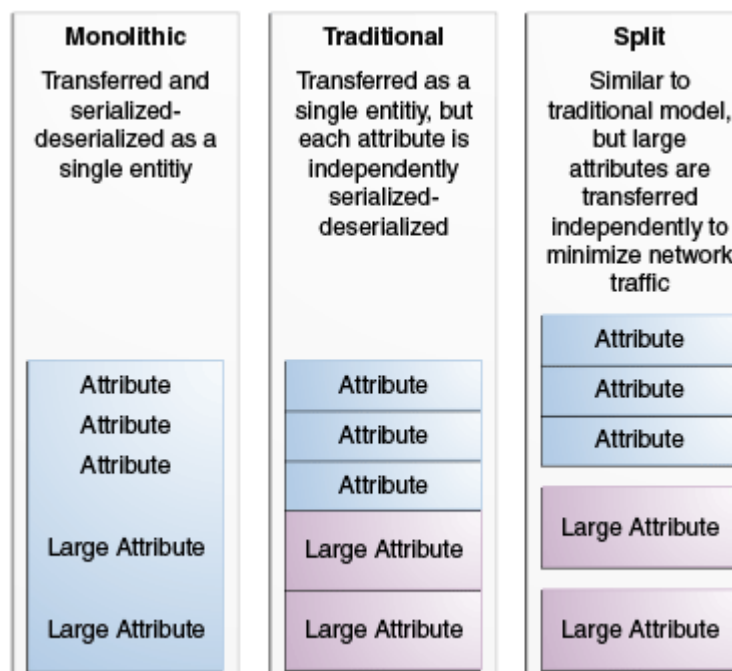 Monolithic
Transferred and
serialized-
deserialized as a
single entitiy
Attribute
Attribute
Attribute
Large Attribute
Large Attribute
Traditional
Transferred as a
single entitiy, but
each attribute is
independently
serialized-
deserialized
Attribute
Attribute
Attribute
Large Attribute
Large Attribute
Split
Similar to
traditional model,
but large
attributes are
transferred
independently to
minimize network
traffic
Attribute
Attribute
Attribute
Large Attribute
Large Attribute